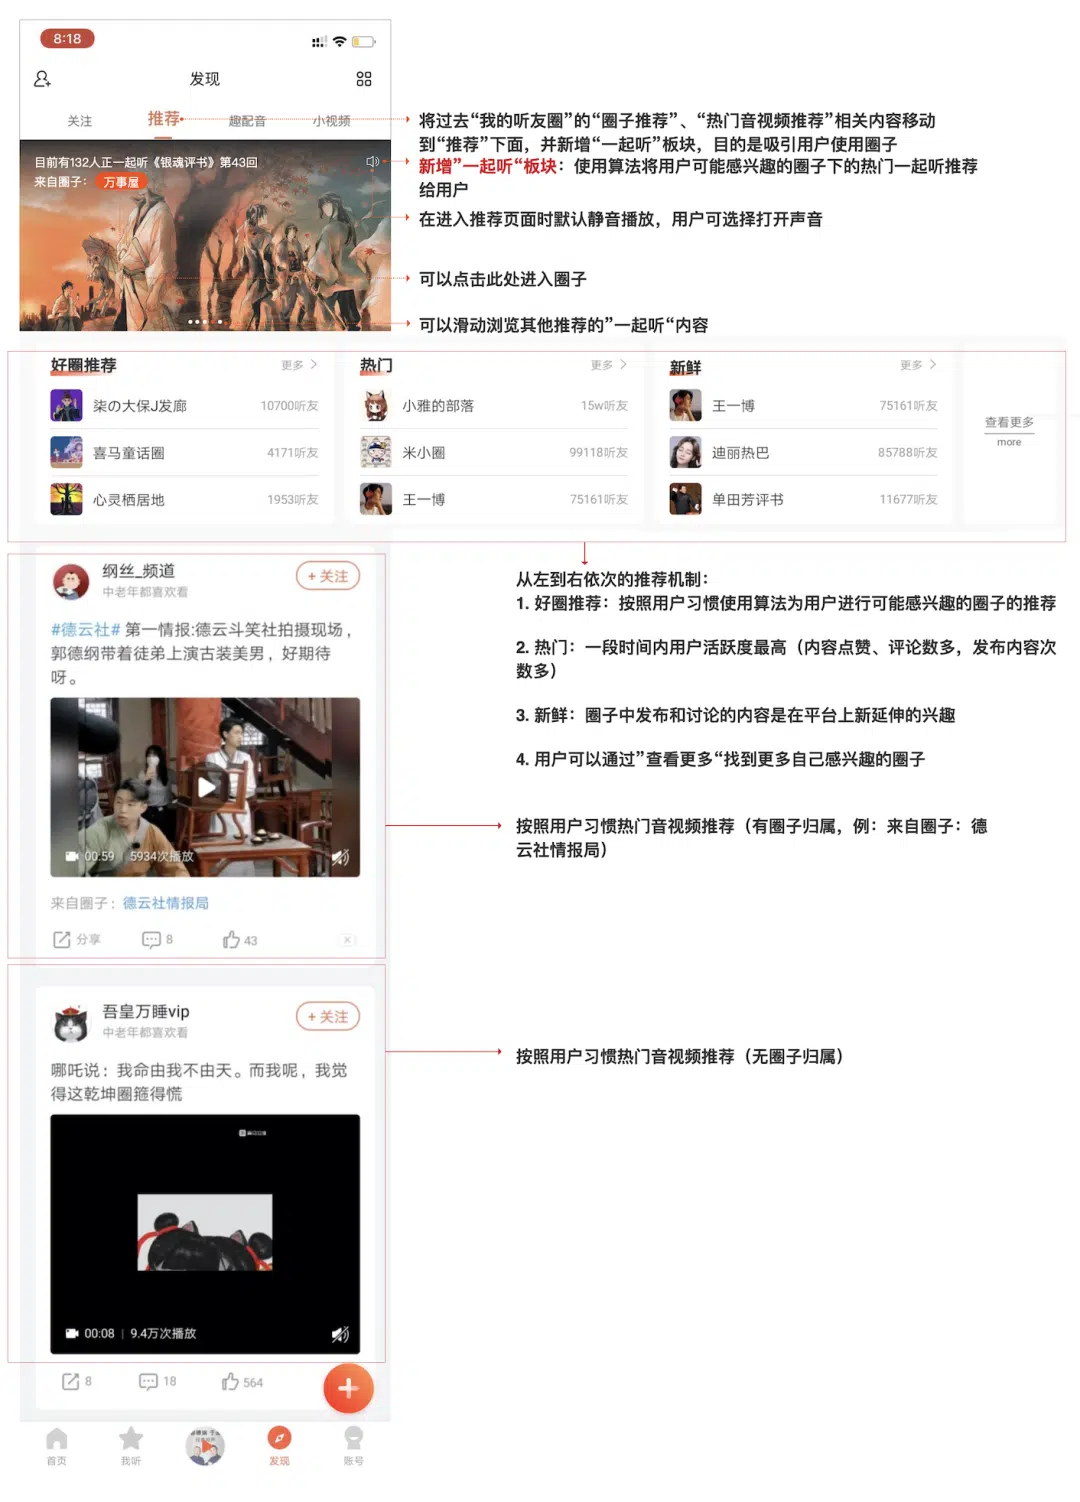 8:18
发现
关注
推荐
趣配音
小视频
将过去“我的听友圈”的“圈子推荐”、“热门音视频推荐”相关内容移动
到“推荐”下面，并新增“一起听”板块，目的是吸引用户使用圈子
新增”一起听“板块：使用算法将用户可能感兴趣的圈子下的热门一起听推荐
给用户
目前有132人正一起听《银魂评书》第43回
来自圈子：
万事屋
在进入推荐页面时默认静音播放，用户可选择打开声音
可以点击此处进入圈子
可以滑动浏览其他推荐的”一起听“内容
好圈推荐
更多
柒の大保J发廊
10700听友
喜马童话圈
4171听友
心灵栖居地
1953听友
热门
更多
小雅的部落
15w听友
米小圈
99118听友
王一博
75161听友
新鲜
更多
王一博
75161听友
迪丽热巴
85788听友
单田芳评书
11677听友
查看更多
more
从左到右依次的推荐机制：
1. 好圈推荐：按照用户习惯使用算法为用户进行可能感兴趣的圈子的推荐
2. 热门：一段时间内用户活跃度最高（内容点赞、评论数多，发布内容次
数多）
3. 新鲜：圈子中发布和讨论的内容是在平台上新延伸的兴趣
4. 用户可以通过”查看更多“找到更多自己感兴趣的圈子
纲丝_频道
中老年都喜欢看
+ 关注
#德云社# 第一情报:德云斗笑社拍摄现场，
郭德纲带着徒弟上演古装美男，好期待
呀。
00:59 | 5934次播放
来自圈子：德云社情报局
分享
8
43
按照用户习惯热门音视频推荐（有圈子归属，例：来自圈子：德
云社情报局）
吾皇万睡vip
中老年都喜欢看
+ 关注
哪吒说：我命由我不由天。而我呢，我觉
得这乾坤圈箍得慌
00:08 | 9.4万次播放
8
18
564
按照用户习惯热门音视频推荐（无圈子归属）
首页
我听
发现
账号